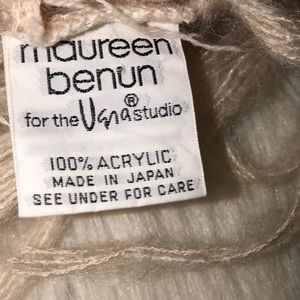 maureen
benun
for the Vera® studio
100% ACRYLIC
MADE IN JAPAN
SEE UNDER FOR CARE